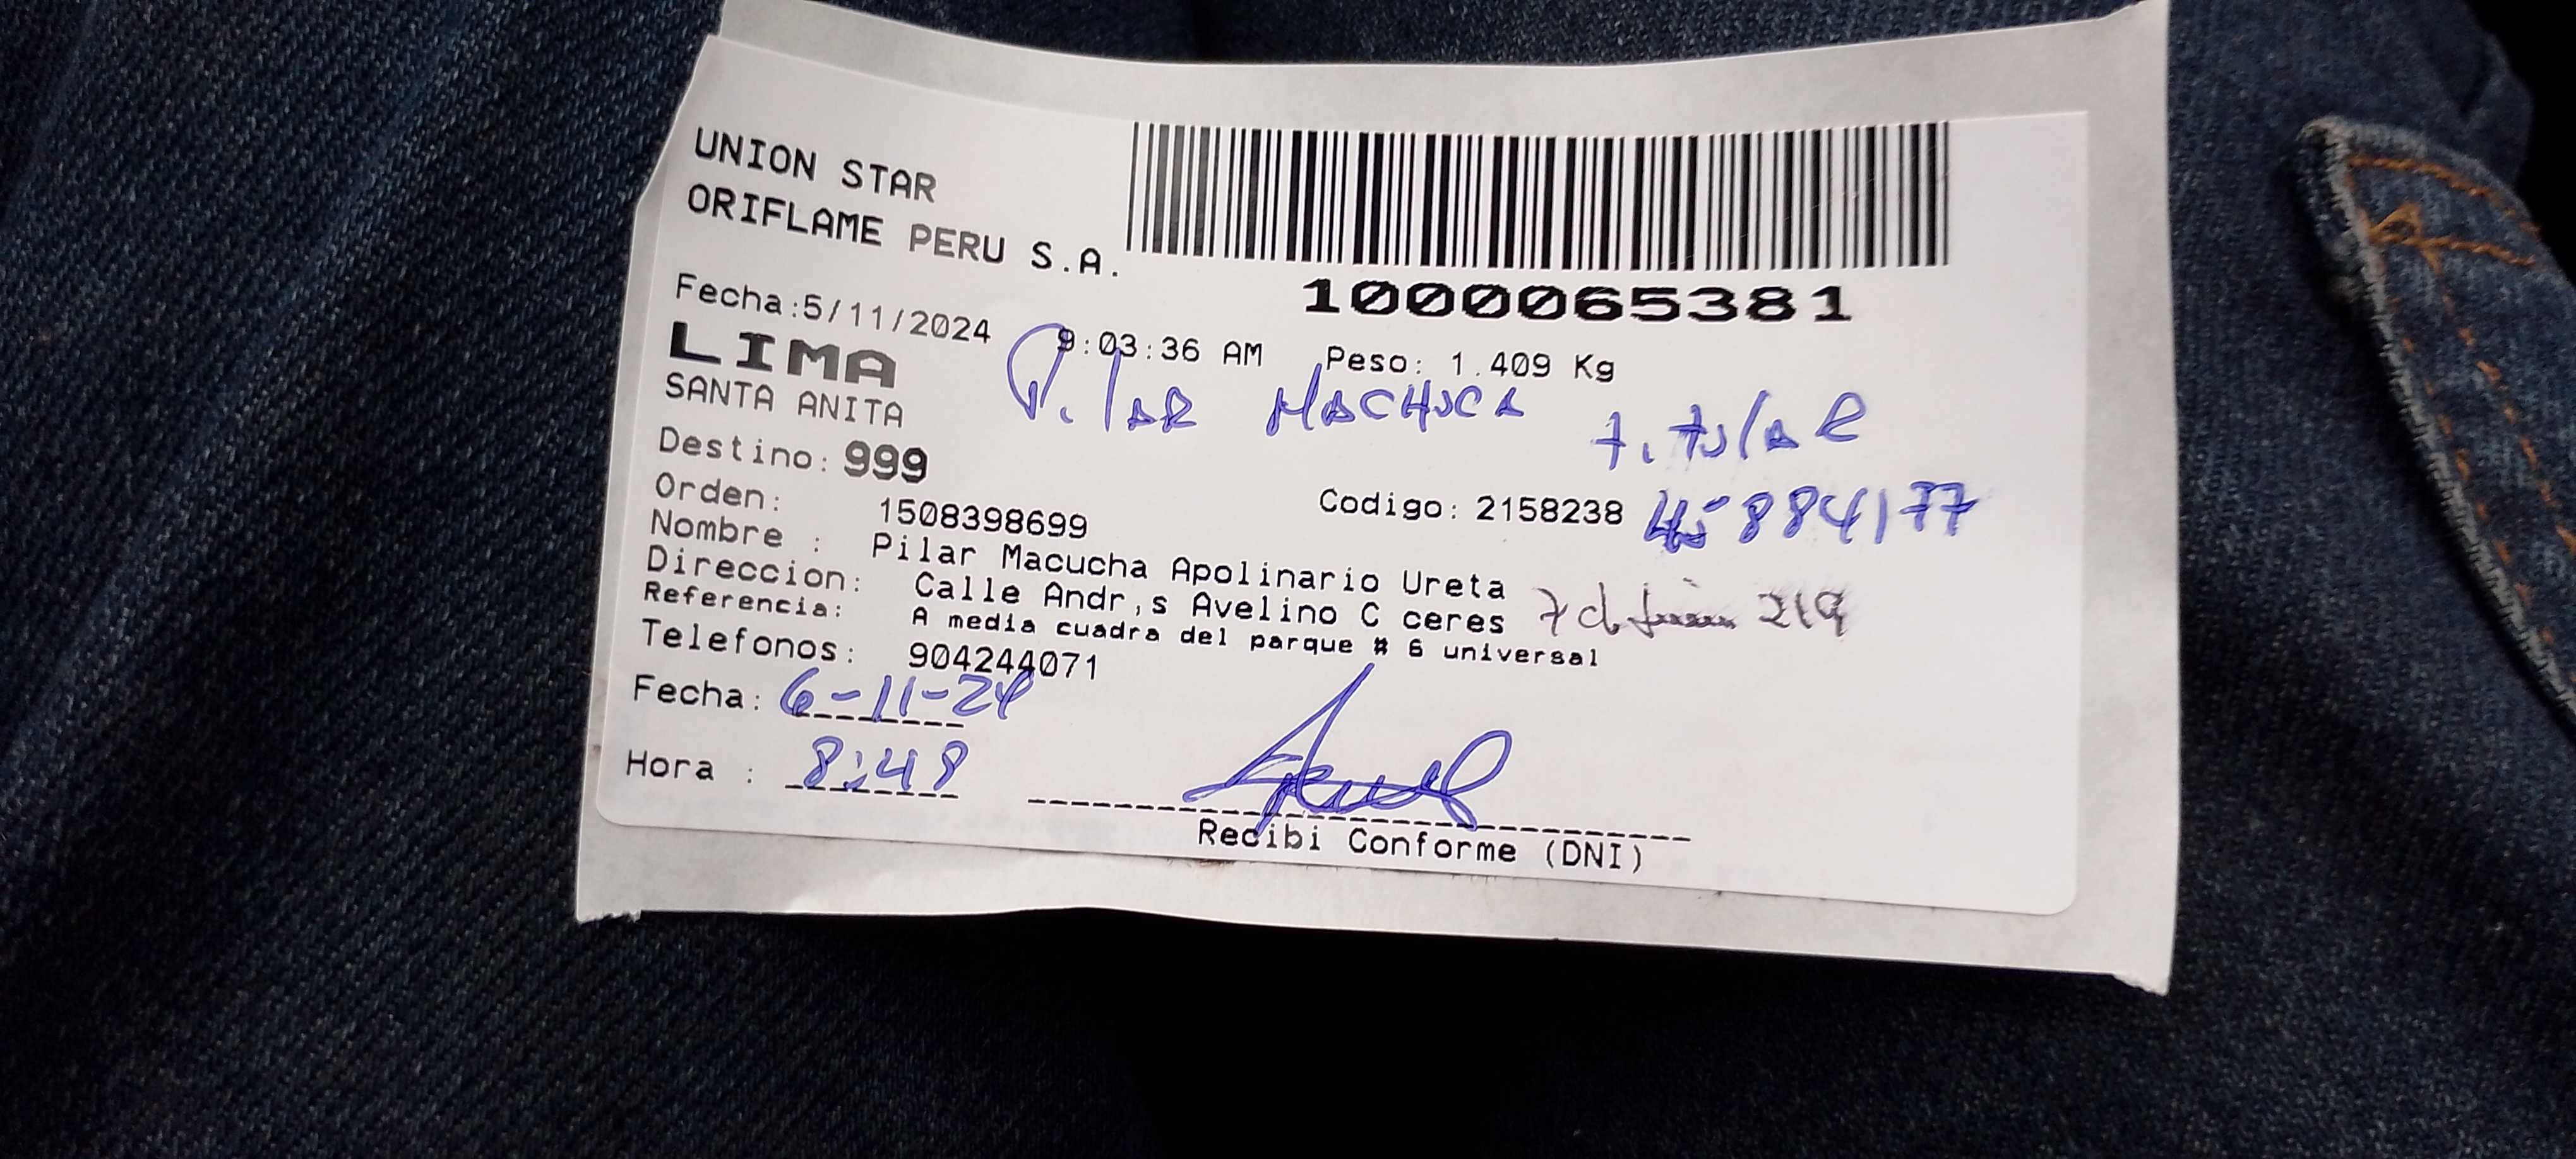 UNION STAR
ORIFLAME PERU S.A.
1000065381
Fecha:5/11/2024 9:03:36 AM Peso: 1.409 Kg
LIMA
SANTA ANITA
Pilar MACHUCA titular
Destino: 999
Orden: 1508398699 Codigo: 2158238 45884177
Nombre : Pilar Macucha Apolinario Ureta
Direccion: Calle Andr,s Avelino C ceres 7 de 219
Referencia: A media cuadra del parque # 6 universal
Telefonos: 904244071
Fecha: 6-11-24
Hora : 8:48
Recibi Conforme (DNI)